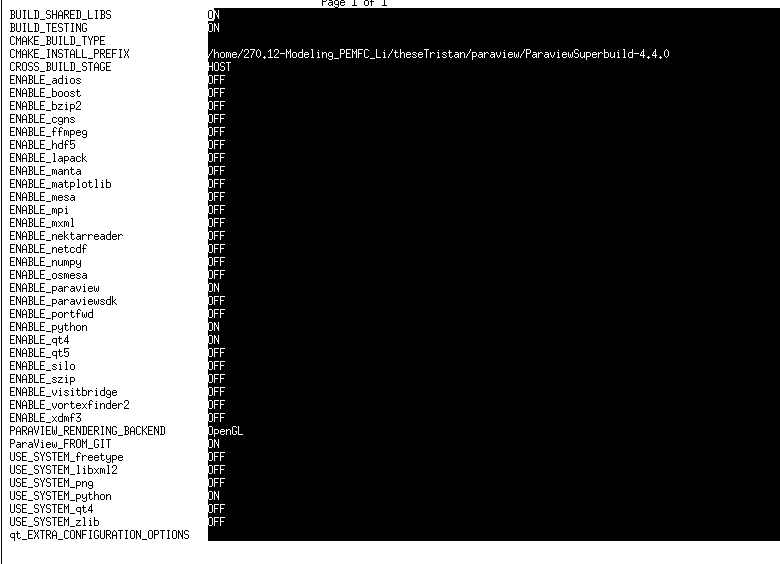 Page 1 of 1
BUILD_SHARED_LIBS ON
BUILD_TESTING ON
CMAKE_BUILD_TYPE
CMAKE_INSTALL_PREFIX /home/270.12-Modeling_PEMFC_Li/theseTristan/paraview/ParaviewSuperbuild-4.4.0
CROSS_BUILD_STAGE HOST
ENABLE_adios OFF
ENABLE_boost OFF
ENABLE_bzip2 OFF
ENABLE_cgns OFF
ENABLE_ffmpeg OFF
ENABLE_hdf5 OFF
ENABLE_lapack OFF
ENABLE_manta OFF
ENABLE_matplotlib OFF
ENABLE_mesa OFF
ENABLE_mpi OFF
ENABLE_mxml OFF
ENABLE_nektarreader OFF
ENABLE_netcdf OFF
ENABLE_numpy OFF
ENABLE_osmesa OFF
ENABLE_paraview ON
ENABLE_paraviewsdk OFF
ENABLE_portfwd OFF
ENABLE_python ON
ENABLE_qt4 ON
ENABLE_qt5 OFF
ENABLE_silo OFF
ENABLE_szip OFF
ENABLE_visitbridge OFF
ENABLE_vortexfinder2 OFF
ENABLE_xdmf3 OFF
PARAVIEW_RENDERING_BACKEND OpenGL
ParaView_FROM_GIT ON
USE_SYSTEM_freetype OFF
USE_SYSTEM_libxml2 OFF
USE_SYSTEM_png OFF
USE_SYSTEM_python ON
USE_SYSTEM_qt4 OFF
USE_SYSTEM_zlib OFF
qt_EXTRA_CONFIGURATION_OPTIONS